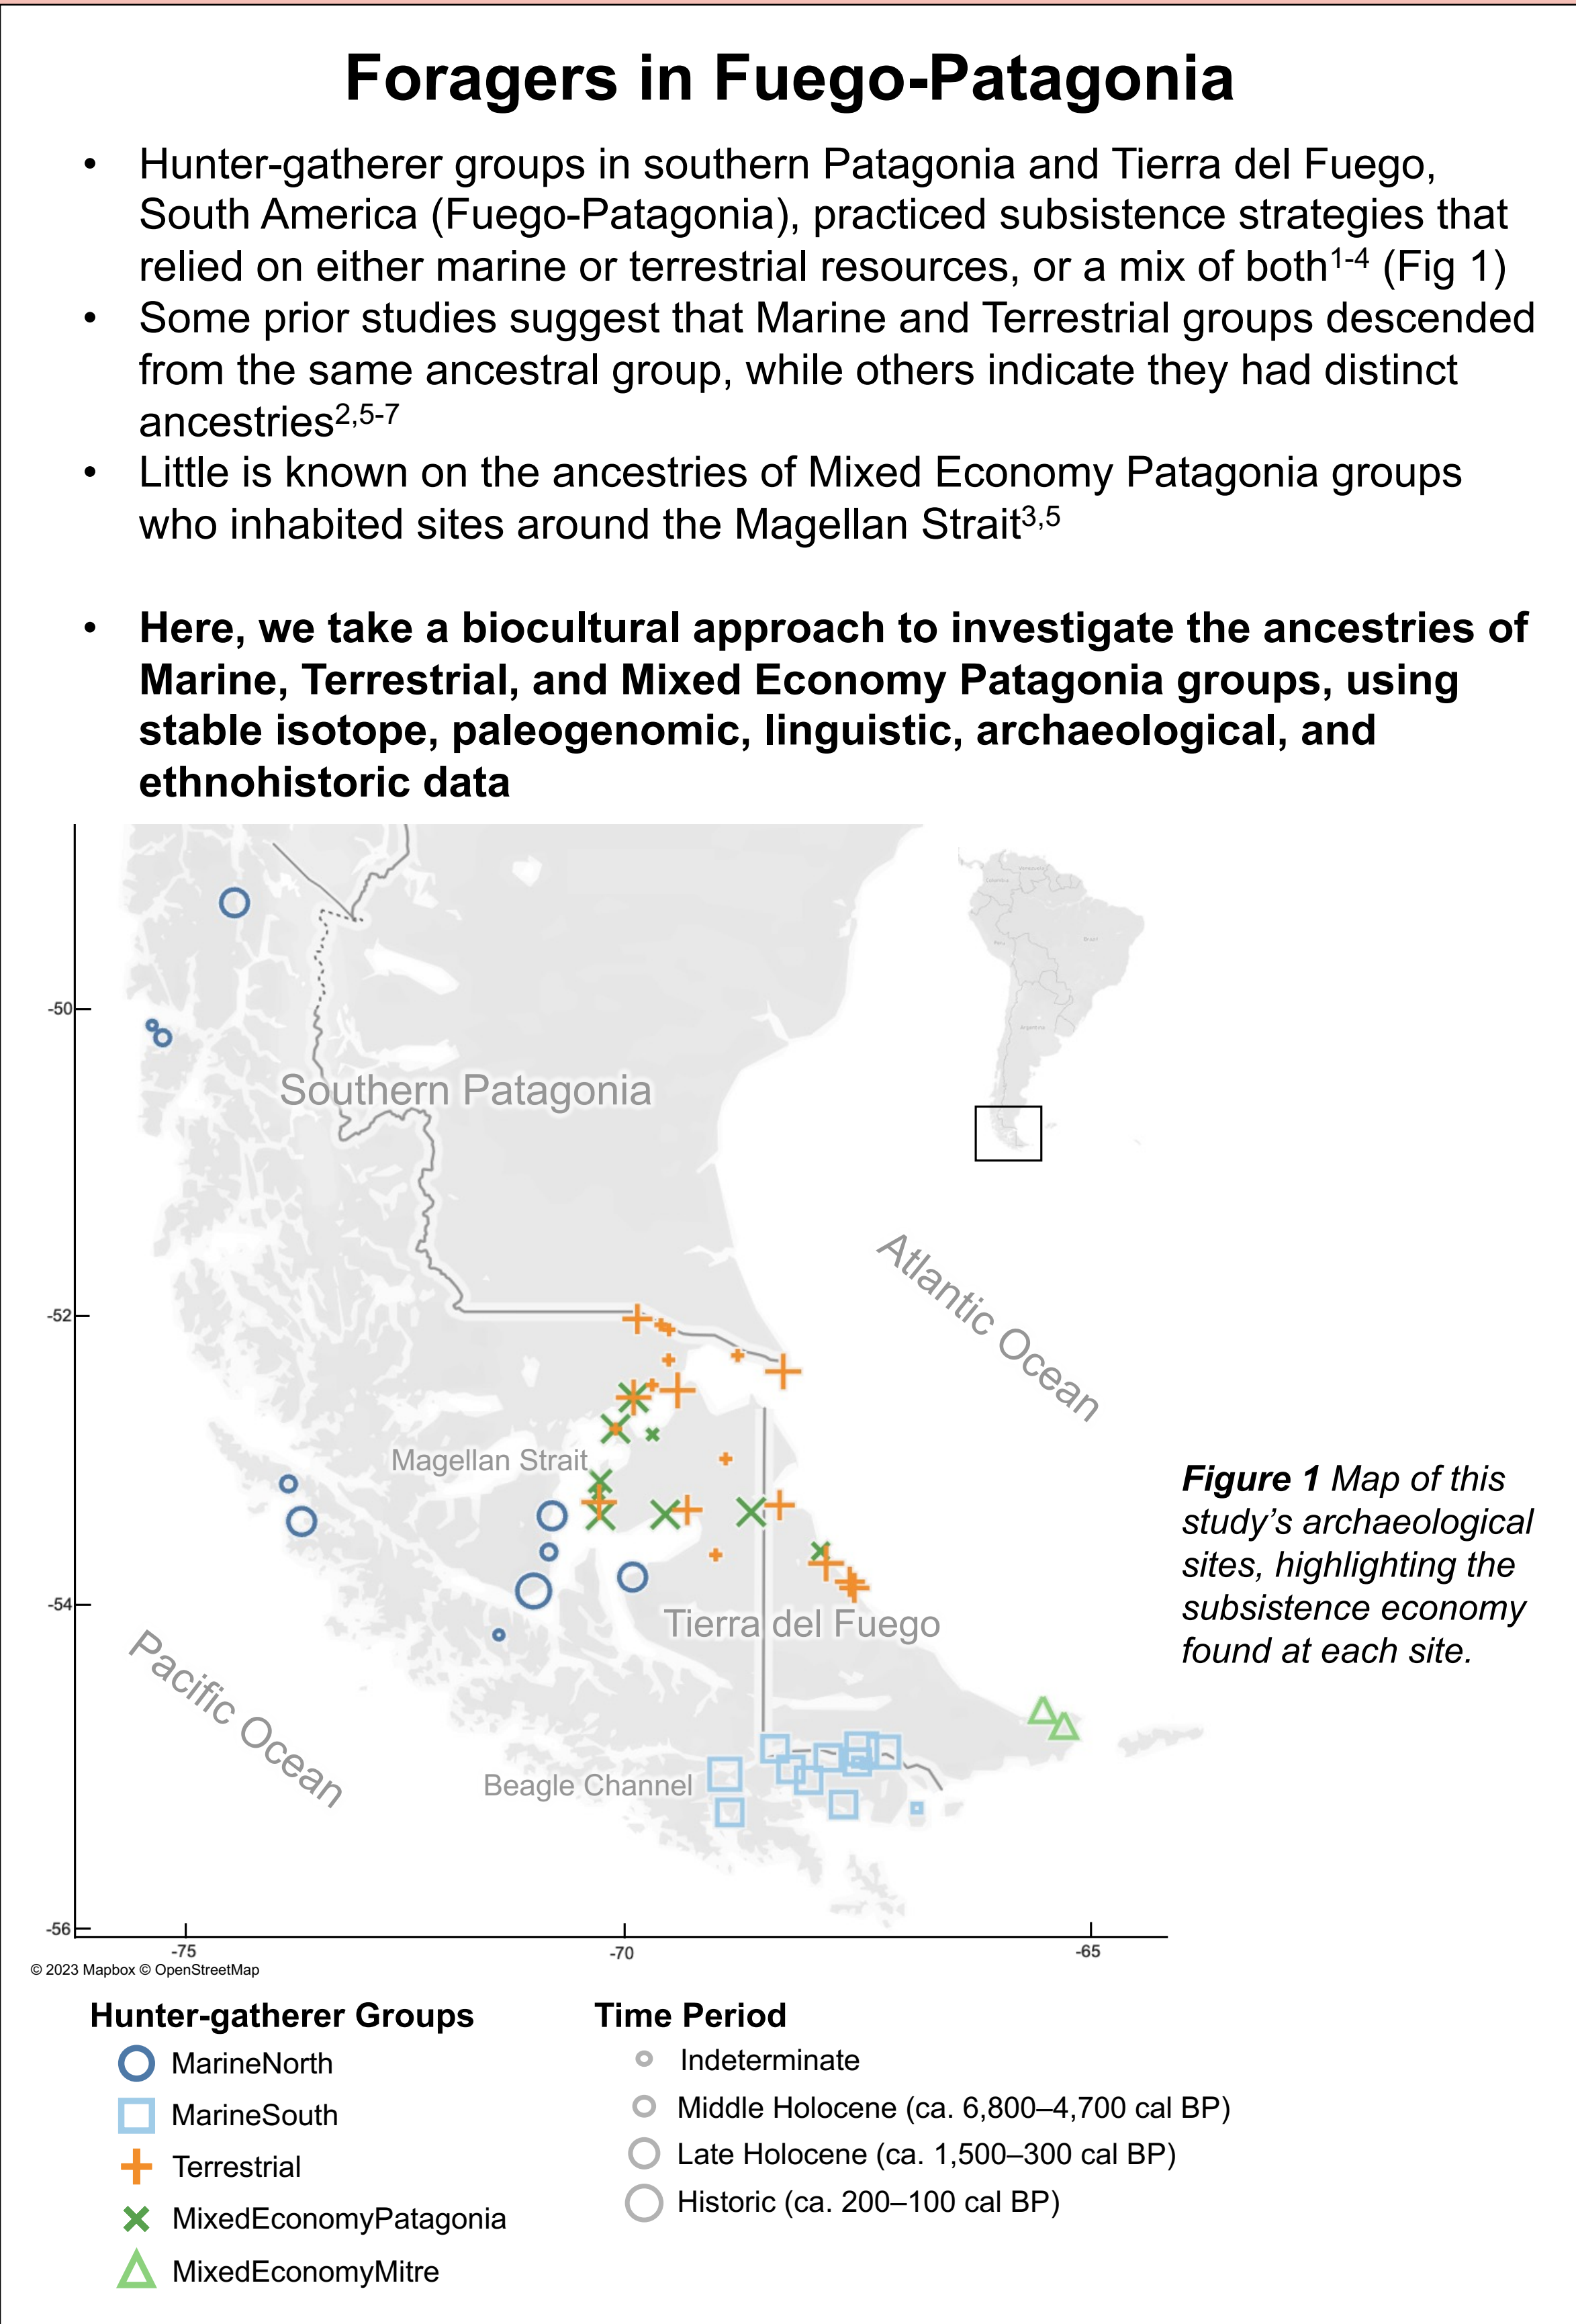 Foragers in Fuego-Patagonia
• Hunter-gatherer groups in southern Patagonia and Tierra del Fuego,
South America (Fuego-Patagonia), practiced subsistence strategies that
relied on either marine or terrestrial resources, or a mix of both1-4 (Fig 1)
• Some prior studies suggest that Marine and Terrestrial groups descended
from the same ancestral group, while others indicate they had distinct
ancestries2,5-7
• Little is known on the ancestries of Mixed Economy Patagonia groups
who inhabited sites around the Magellan Strait3,5
• Here, we take a biocultural approach to investigate the ancestries of
Marine, Terrestrial, and Mixed Economy Patagonia groups, using
stable isotope, paleogenomic, linguistic, archaeological, and
ethnohistoric data
-50
Southern Patagonia
Atlantic Ocean
-52
Magellan Strait
Figure 1 Map of this
study's archaeological
sites, highlighting the
subsistence economy
found at each site.
-54
Tierra del Fuego
Pacific Ocean
Beagle Channel
-56
-75
-70
-65
© 2023 Mapbox © OpenStreetMap
Hunter-gatherer Groups
MarineNorth
MarineSouth
Terrestrial
MixedEconomyPatagonia
MixedEconomyMitre
Time Period
Indeterminate
Middle Holocene (ca. 6,800–4,700 cal BP)
Late Holocene (ca. 1,500–300 cal BP)
Historic (ca. 200–100 cal BP)